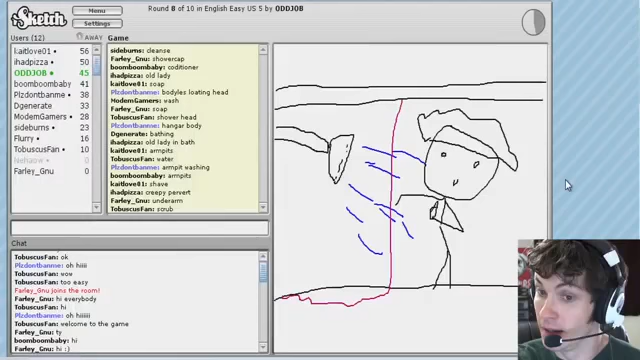 iSketch
Menu
Settings
Round 8 of 10 in English Easy US 5 by ODDJOB
Users (12)
AWAY
Game
kaitlove01 56
ihadpizza 50
ODDJOB 45
boomboombaby 41
Plzdontbanme 38
Dgenerate 33
ModemGamers 28
sideburns 23
Flurry 16
TobuscusFan 10
0
Farley_Gnu 0
sideburns: cleanse
Farley_Gnu: showercap
boomboombaby: coditioner
ihadpizza: old lady
kaitlove01: soap
Plzdontbanme: bodyles loating head
ModemGamers: wash
Farley_Gnu: soap
TobuscusFan: shower head
Plzdontbanme: hangar body
Dgenerate: bathing
ihadpizza: old lady in bath
kaitlove01: armpits
TobuscusFan: water
Plzdontbanme: armpit washing
boomboombaby: armpits
kaitlove01: shave
ihadpizza: creepy pervert
Farley_Gnu: underarm
TobuscusFan: scrub
Chat
TobuscusFan: ok
Plzdontbanme: oh hiiii
TobuscusFan: wow
TobuscusFan: too easy
Farley_Gnu joins the room!
Farley_Gnu: hi everybody
TobuscusFan: hi
Plzdontbanme: oh hiiiiii
TobuscusFan: welcome to the game
Farley_Gnu: ty
boomboombaby: hi
Farley_Gnu: hi :)